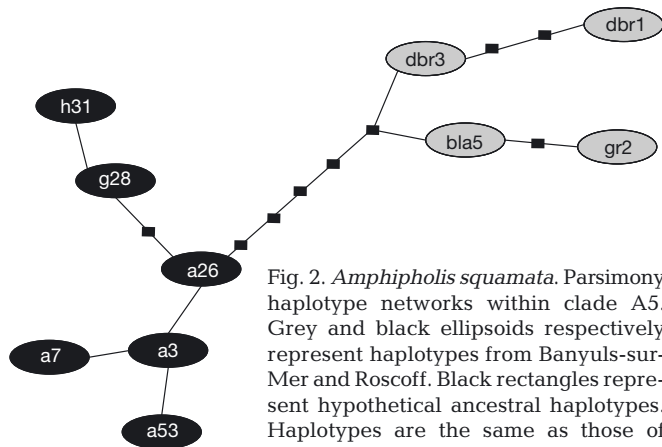 dbr1
dbr3
h31
bla5
gr2
g28
a26
a7
a3
a53
Fig. 2. Amphipholis squamata. Parsimony
haplotype networks within clade A5.
Grey and black ellipsoids respectively
represent haplotypes from Banyuls-sur-
Mer and Roscoff. Black rectangles repre-
sent hypothetical ancestral haplotypes.
Haplotypes are the same as those of